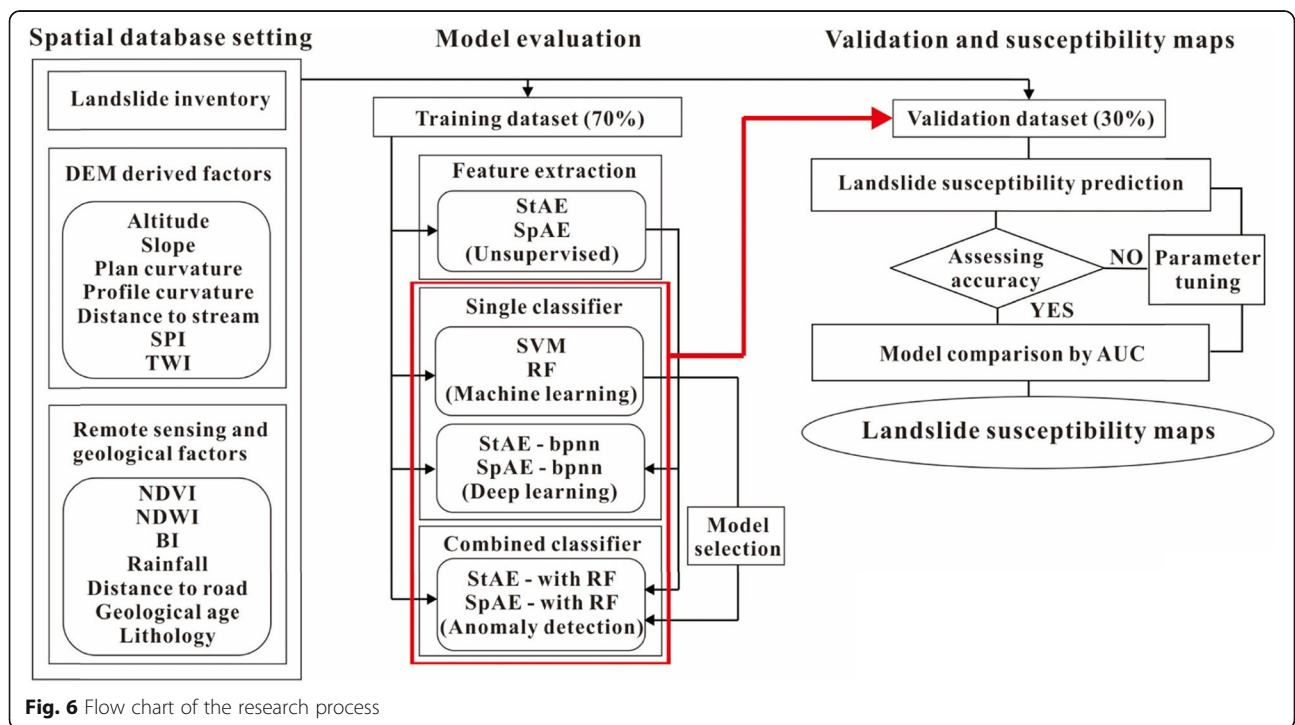 Spatial database setting
Landslide inventory
DEM derived factors
Altitude
Slope
Plan curvature
Profile curvature
Distance to stream
SPI
TWI
Remote sensing and
geological factors
NDVI
NDWI
BI
Rainfall
Distance to road
Geological age
Lithology
Model evaluation
Training dataset (70%)
Feature extraction
StAE
SpAE
(Unsupervised)
Single classifier
SVM
RF
(Machine learning)
StAE - bpnn
SpAE - bpnn
(Deep learning)
Combined classifier
StAE - with RF
SpAE - with RF
(Anomaly detection)
Model
selection
Validation and susceptibility maps
Validation dataset (30%)
Landslide susceptibility prediction
Assessing
accuracy
NO
Parameter
tuning
YES
Model comparison by AUC
Landslide susceptibility maps
Fig. 6 Flow chart of the research process